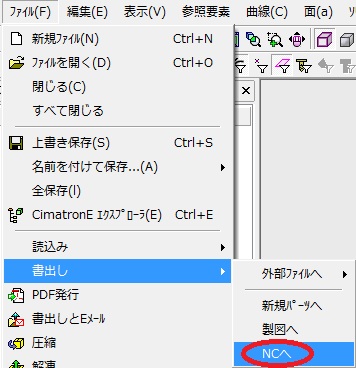 ファイル(F) 編集(E) 表示(V) 参照要素 曲線(C) 面(a)
新規ファイル(N) Ctrl+N
ファイルを開く(D) Ctrl+O
閉じる(C)
すべて閉じる
上書き保存(S) Ctrl+S
名前を付けて保存...(A)
全保存(l)
CimatronE エクスプローラ(E) Ctrl+E
読込み
書出し
外部ファイルへ
PDF発行
新規パーツへ
書出しとEメール
製図へ
圧縮
NCへ
解凍